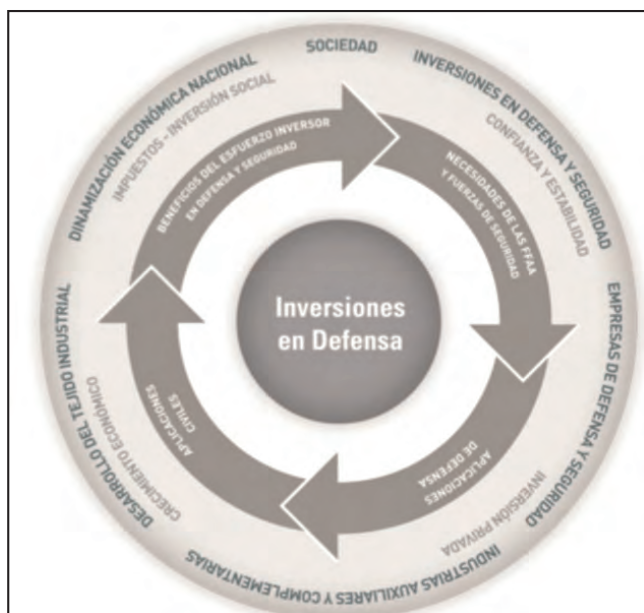 SOCIEDAD
INVERSIONES EN DEFENSA Y SEGURIDAD
CONFIANZA Y ESTABILIDAD
EMPRESAS DE DEFENSA Y SEGURIDAD
INVERSIÓN PRIVADA
INDUSTRIAS AUXILIARES Y COMPLEMENTARIAS
DESARROLLO DEL TEJIDO INDUSTRIAL
CRECIMIENTO ECONÓMICO
DINAMIZACIÓN ECONÓMICA NACIONAL
IMPUESTOS - INVERSIÓN SOCIAL
BENEFICIOS DEL ESFUERZO INVERSOR
EN DEFENSA Y SEGURIDAD
NECESIDADES DE LAS FFAA
Y FUERZAS DE SEGURIDAD
APLICACIONES
DE DEFENSA
APLICACIONES
CIVILES
Inversiones
en Defensa